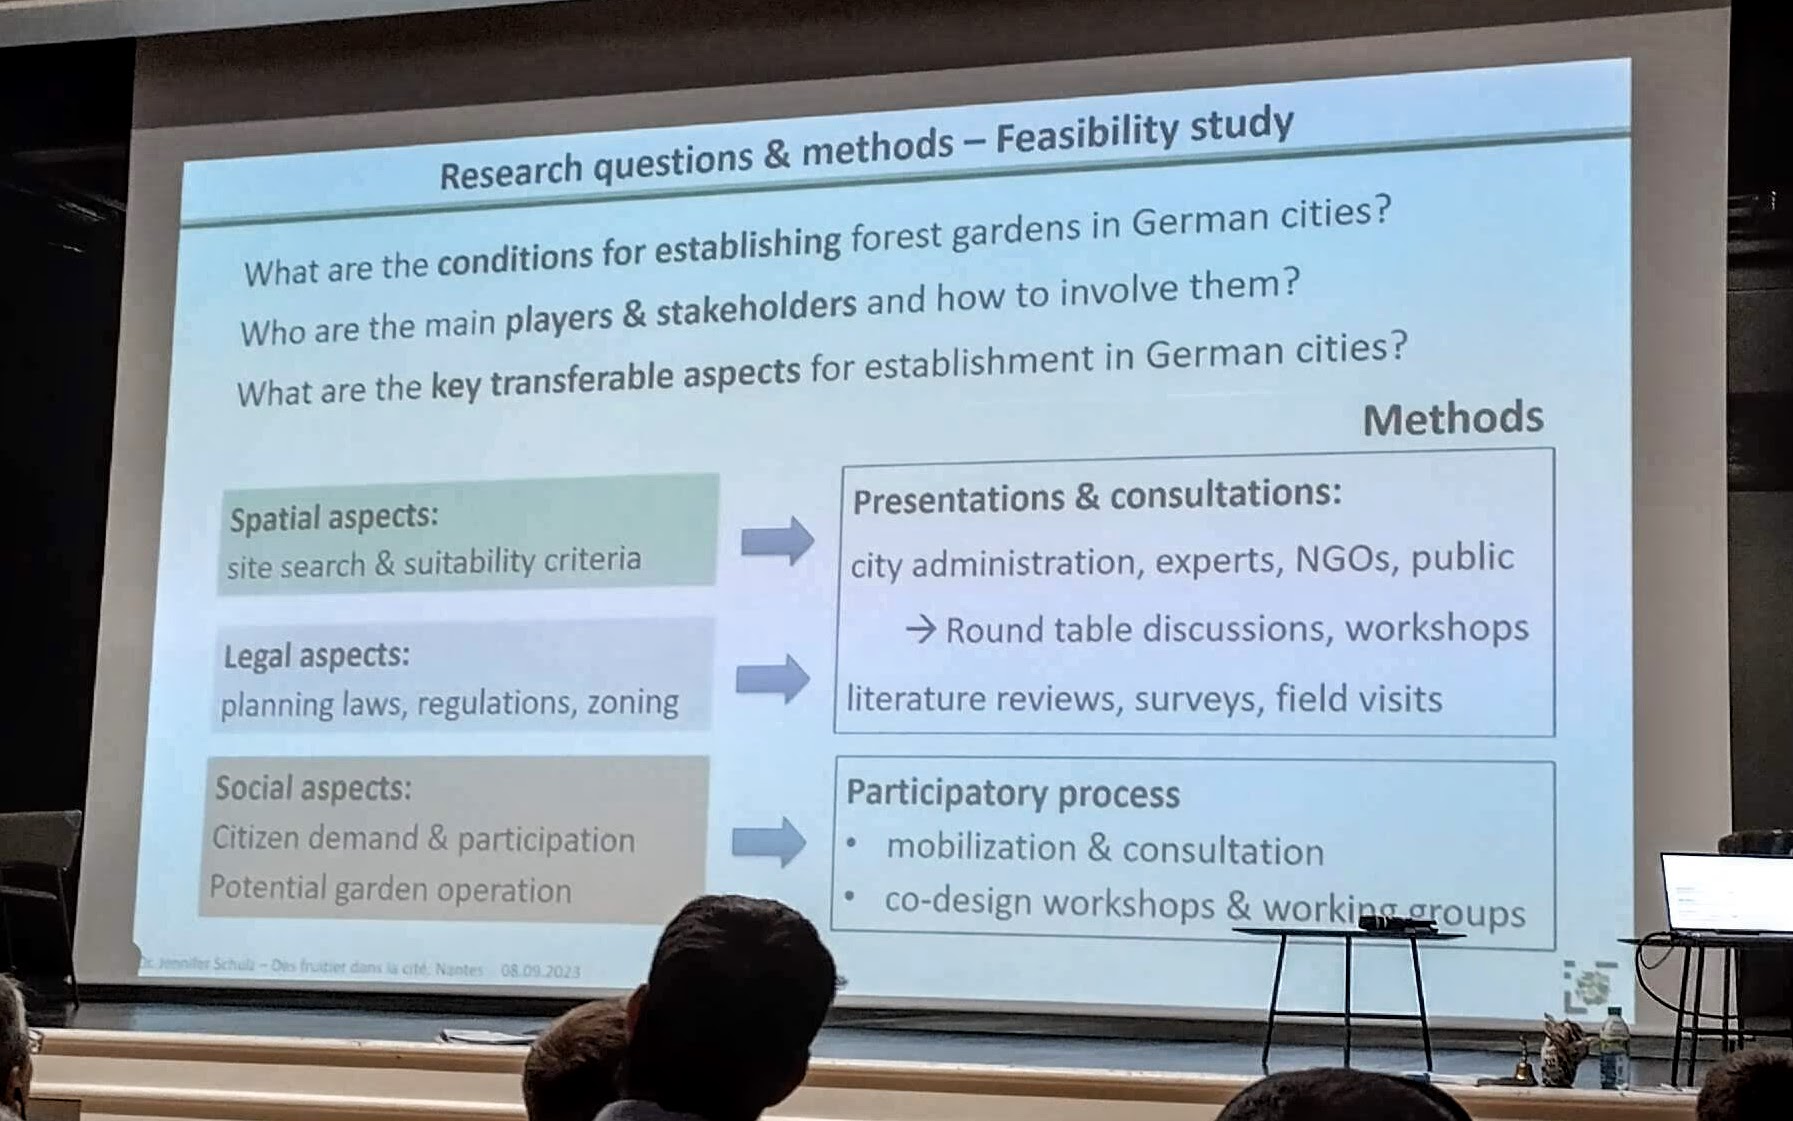 Research questions & methods – Feasibility study
What are the conditions for establishing forest gardens in German cities?
Who are the main players & stakeholders and how to involve them?
What are the key transferable aspects for establishment in German cities?
Methods
Spatial aspects:
site search & suitability criteria
Legal aspects:
planning laws, regulations, zoning
Social aspects:
Citizen demand & participation
Potential garden operation
Presentations & consultations:
city administration, experts, NGOs, public
→ Round table discussions, workshops
literature reviews, surveys, field visits
Participatory process
• mobilization & consultation
• co-design workshops & working groups
Dr. Jennifer Schulz – Des fruitier dans la cité. Nantes 08.09.2023